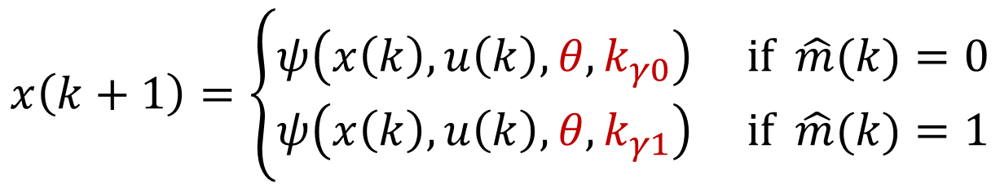 x(k + 1) = { ψ(x(k), u(k), θ, k_γ0) if m̂(k) = 0
ψ(x(k), u(k), θ, k_γ1) if m̂(k) = 1